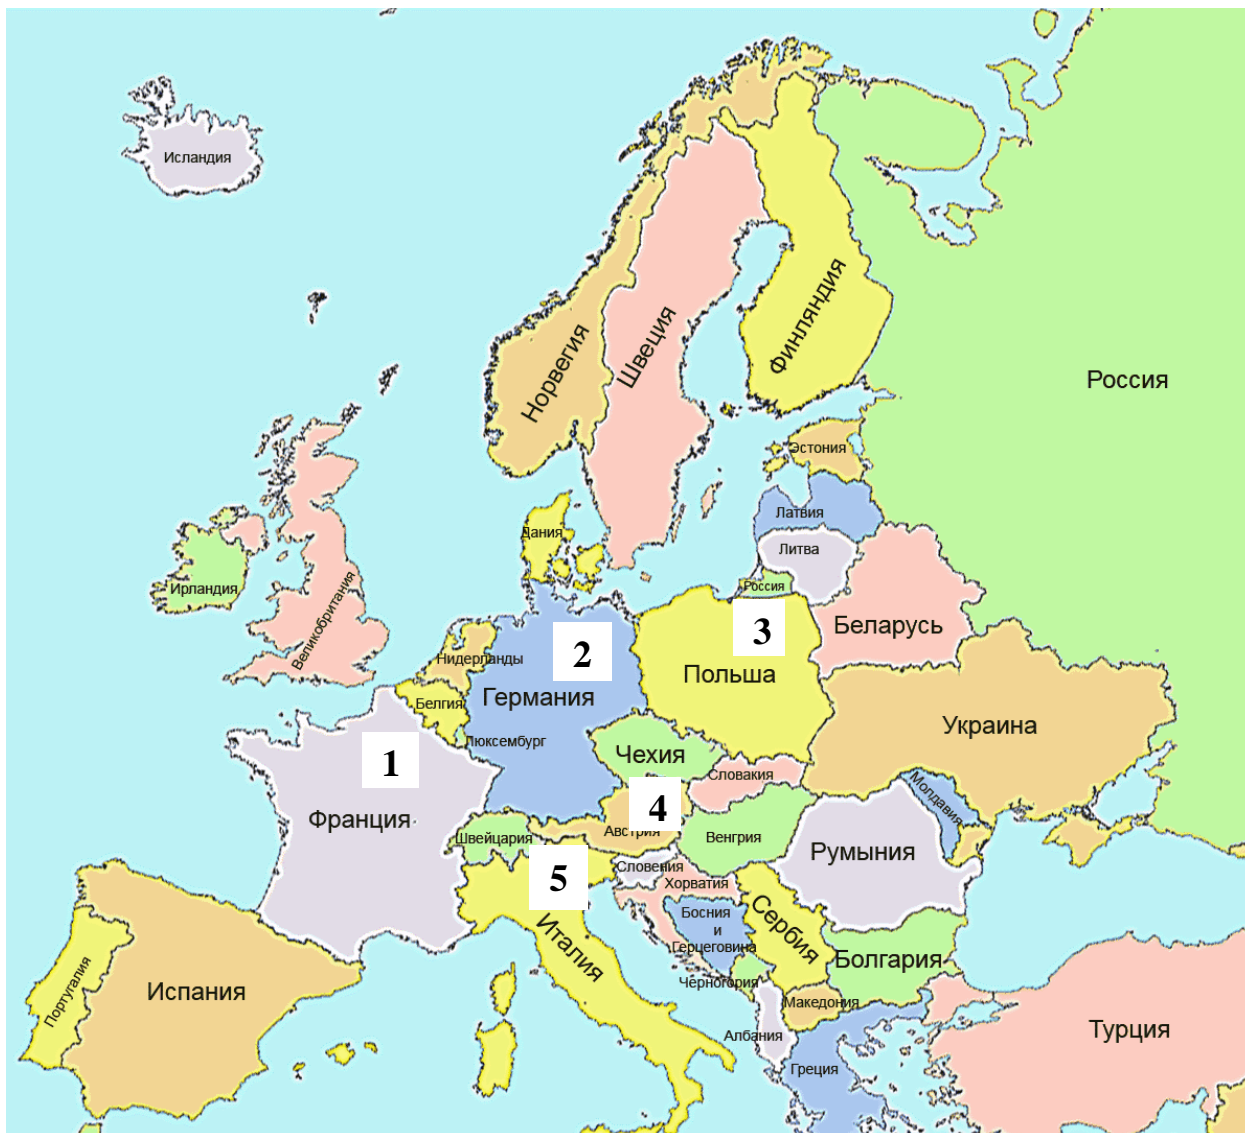 Исландия
Норвегия
Швеция
Финляндия
Россия
Эстония
Латвия
Литва
Дания
Россия
Ирландия
Великобритания
Беларусь
3
2
Нидерланды
Польша
Германия
Белгия
Украина
Люксембург
1
Чехия
Словакия
Молдавия
4
Франция
Австрия
Швейцария
Венгрия
Румыния
5
Словения
Хорватия
Босния
и
Герцеговина
Сербия
Италия
Болгария
Португалия
Испания
Черногория
Македония
Албания
Турция
Греция